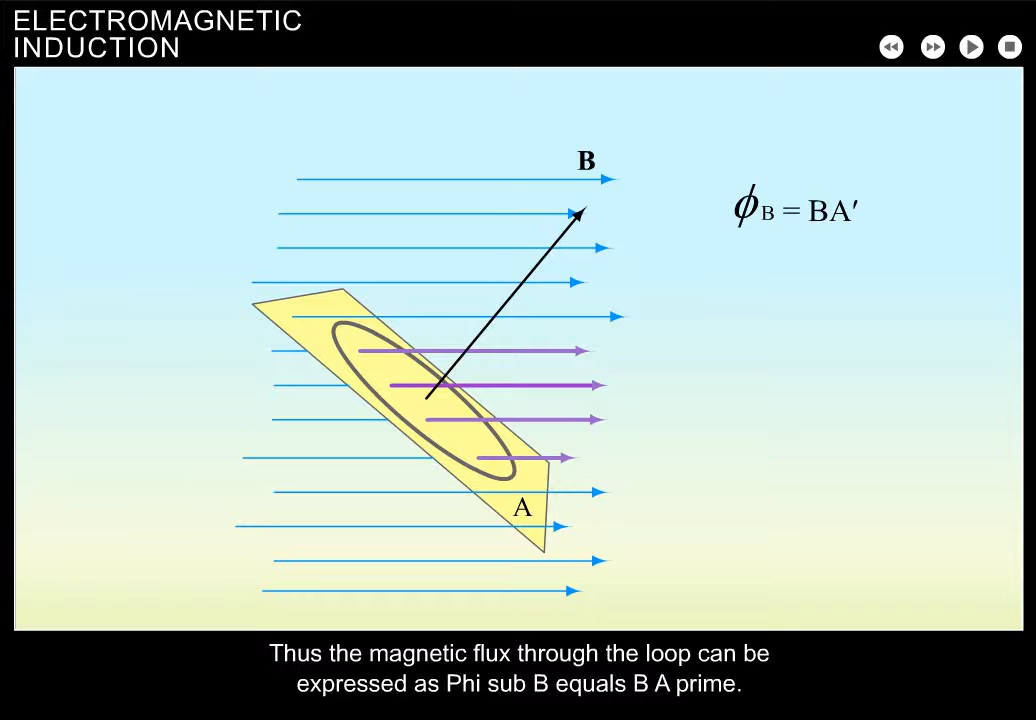 ELECTROMAGNETIC
INDUCTION
B
ϕB = BA′
A
Thus the magnetic flux through the loop can be
expressed as Phi sub B equals B A prime.